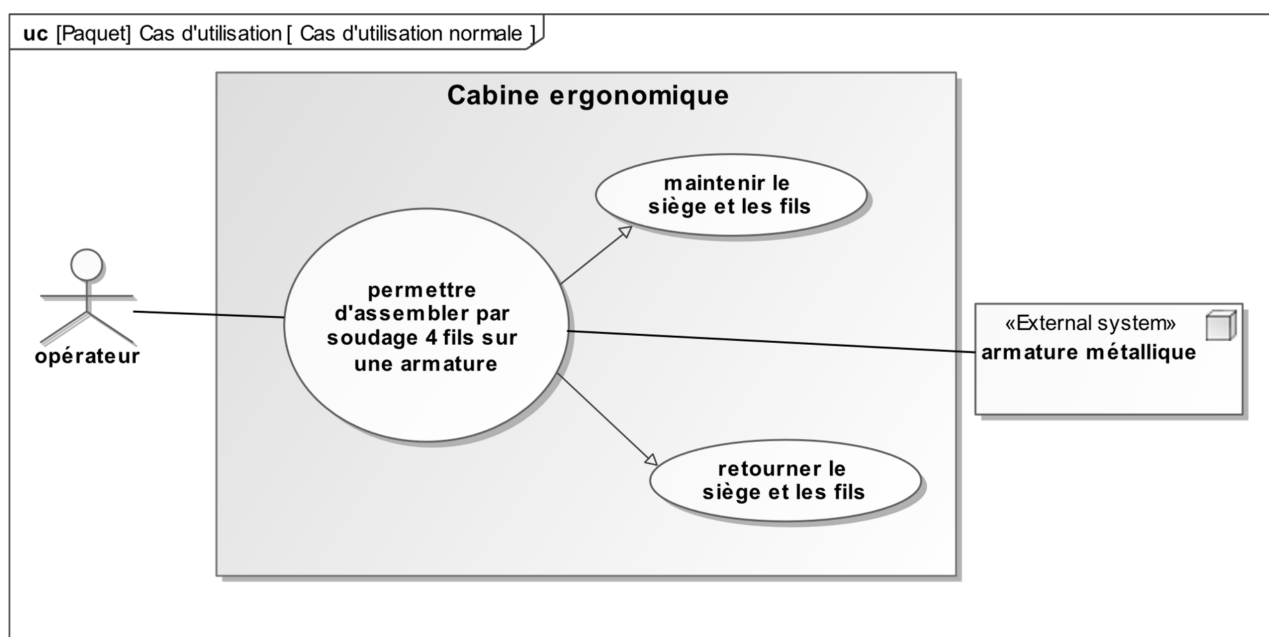 uc [Paquet] Cas d'utilisation [ Cas d'utilisation normale ]
Cabine ergonomique
maintenir le
siège et les fils
permettre
d'assembler par
soudage 4 fils sur
une armature
opérateur
«External system»
armature métallique
retourner le
siège et les fils